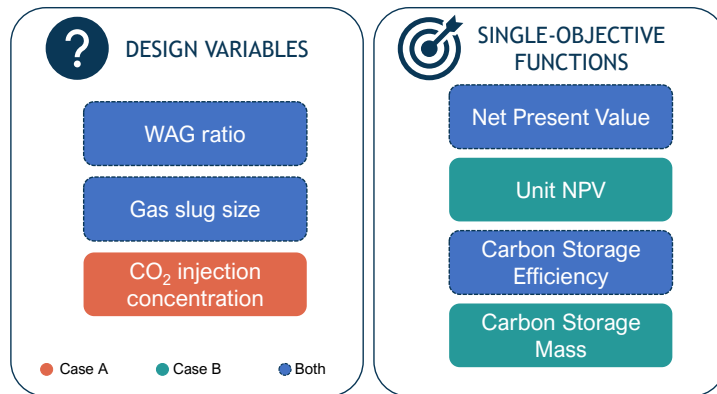 ?
DESIGN VARIABLES
WAG ratio
Gas slug size
CO₂ injection
concentration
Case A
Case B
Both
SINGLE-OBJECTIVE
FUNCTIONS
Net Present Value
Unit NPV
Carbon Storage
Efficiency
Carbon Storage
Mass